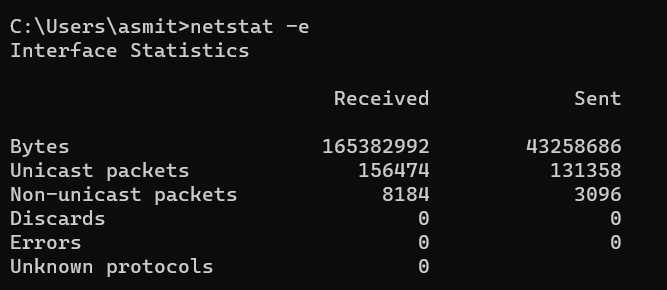 C:\Users\asmit>netstat -e
Interface Statistics
Received Sent
Bytes 165382992 43258686
Unicast packets 156474 131358
Non-unicast packets 8184 3096
Discards 0 0
Errors 0 0
Unknown protocols 0